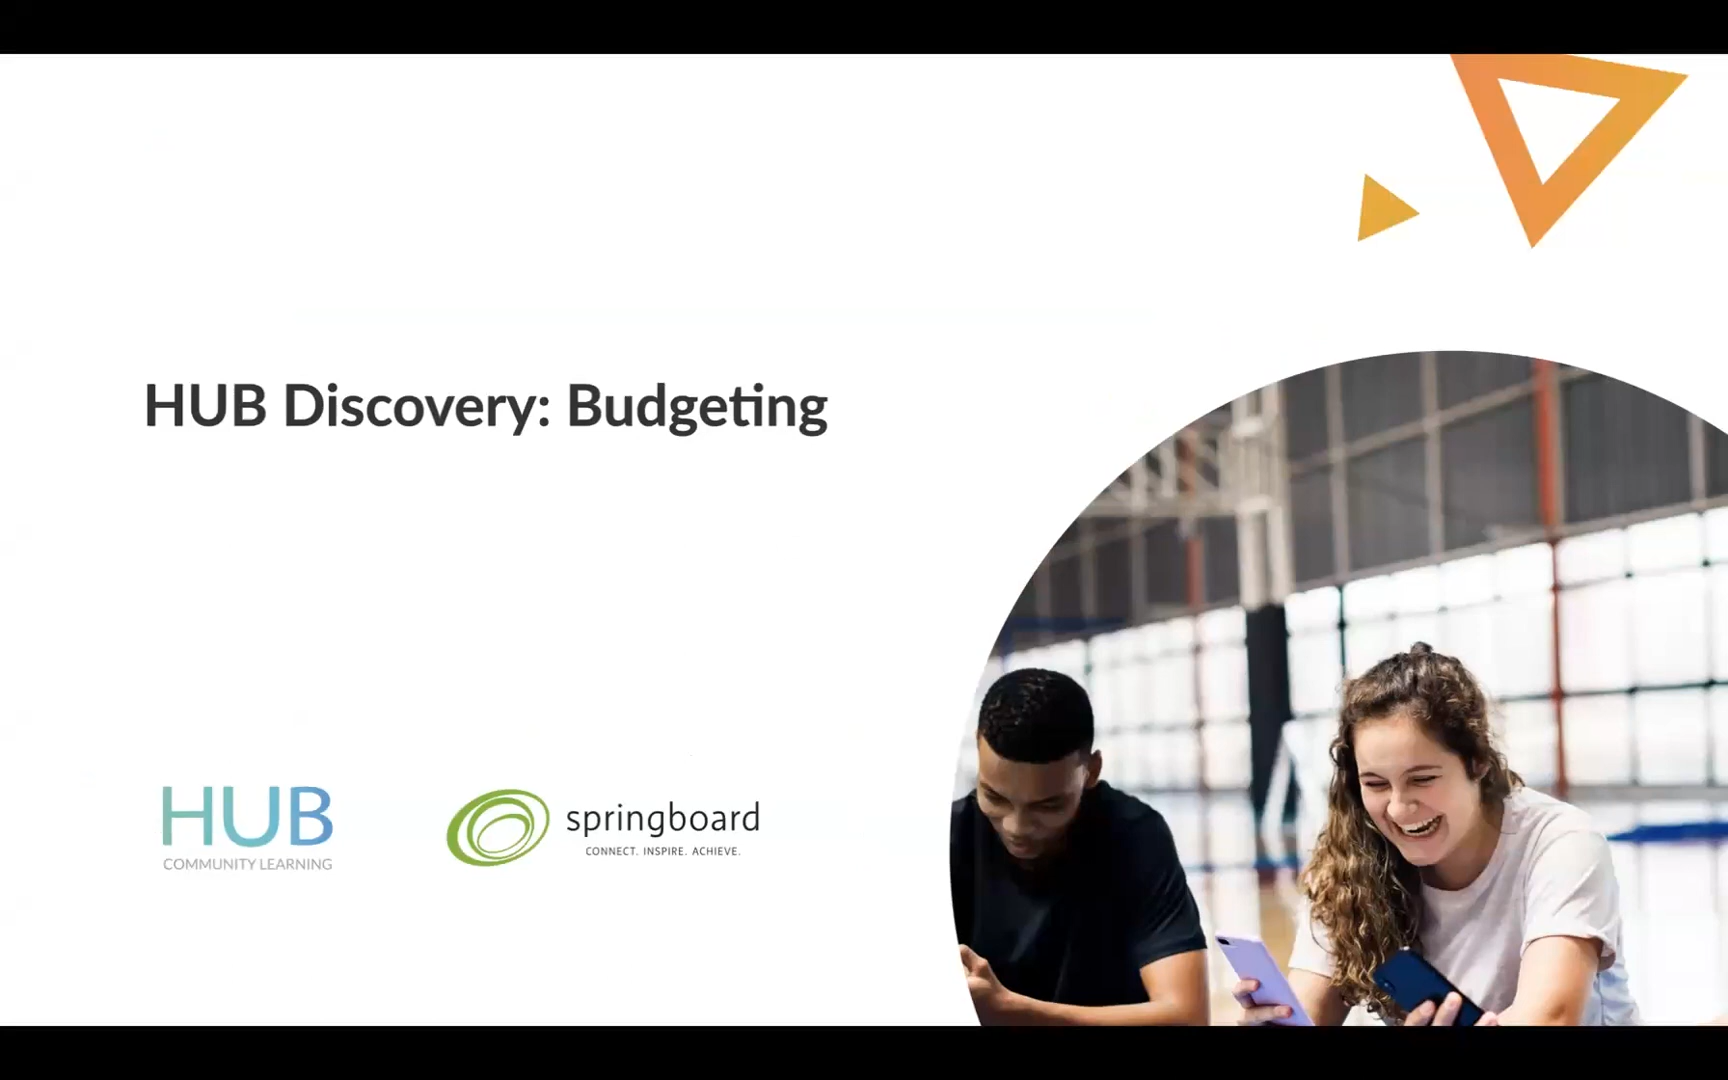 HUB Discovery: Budgeting
HUB
COMMUNITY LEARNING
springboard
CONNECT. INSPIRE. ACHIEVE.